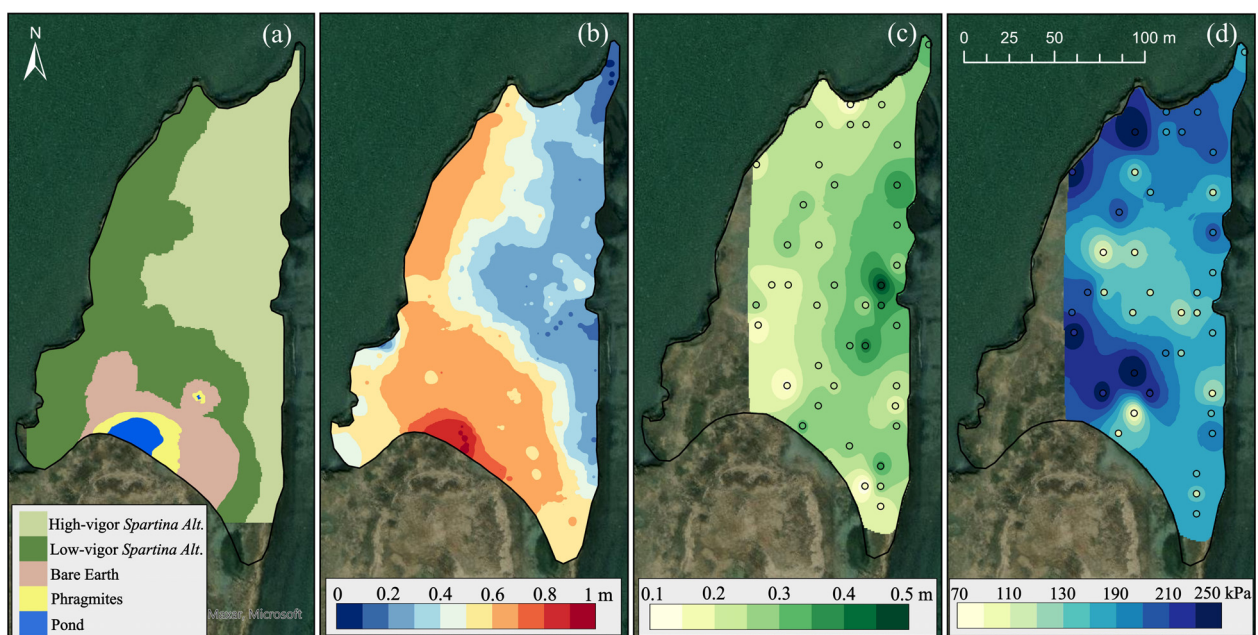 N
(a)
(b)
(c)
(d)
0 25 50 100 m
High-vigor Spartina Alt.
Low-vigor Spartina Alt.
Bare Earth
Phragmites
Pond
Maxar, Microsoft
0 0.2 0.4 0.6 0.8 1 m
0.1 0.2 0.3 0.4 0.5 m
70 110 130 190 210 250 kPa